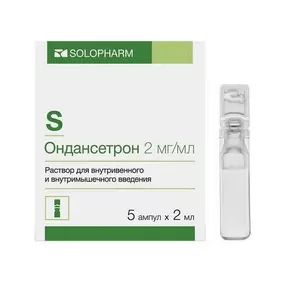 SOLOPHARM
S
Ондансетрон 2 мг/мл
Раствор для внутривенного
и внутримышечного введения
5 ампул х 2 мл